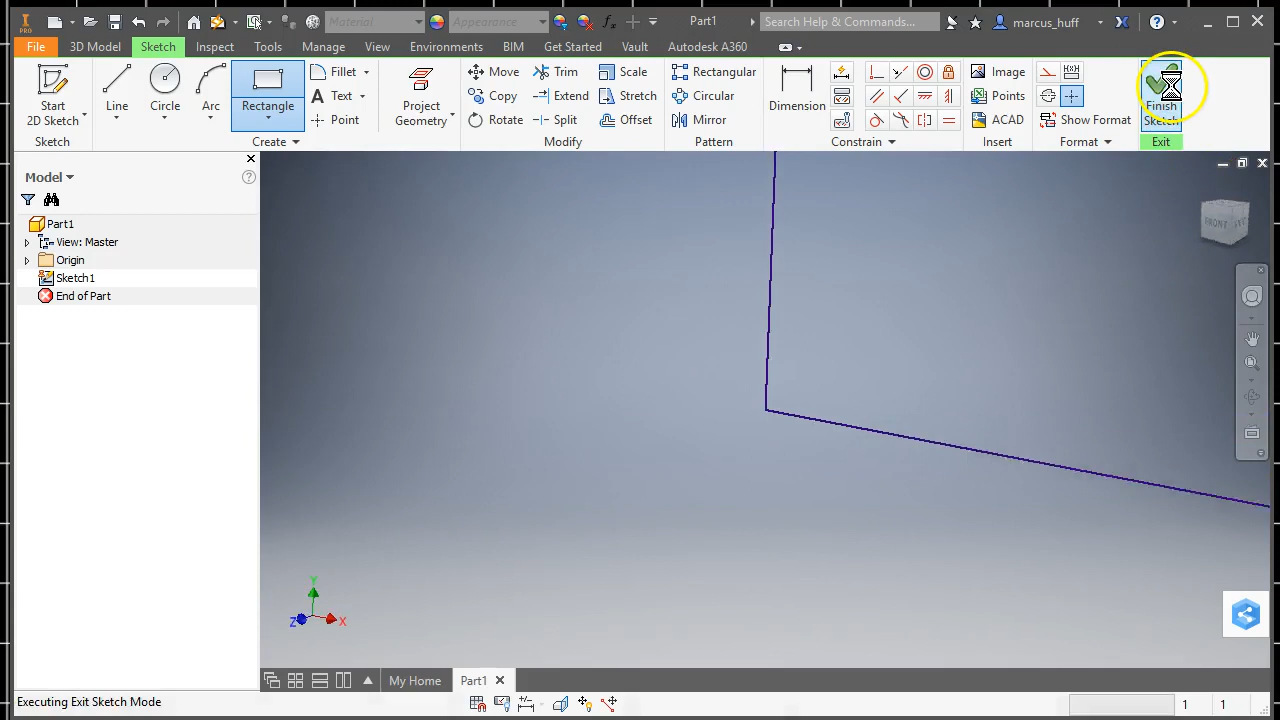 PRO
Material
Appearance
Part1
Search Help & Commands...
marcus_huff
File
3D Model
Sketch
Inspect
Tools
Manage
View
Environments
BIM
Get Started
Vault
Autodesk A360
Start
2D Sketch
Line
Circle
Arc
Rectangle
Fillet
Text
Point
Project
Geometry
Move
Copy
Rotate
Trim
Extend
Split
Scale
Stretch
Offset
Rectangular
Circular
Mirror
Dimension
Image
Points
ACAD
Show Format
Finish
Sketch
Sketch
Create
Modify
Pattern
Constrain
Insert
Format
Exit
Model
Part1
View: Master
Origin
Sketch1
End of Part
FRONT
Y
Z
X
My Home
Part1
Executing Exit Sketch Mode
1
1